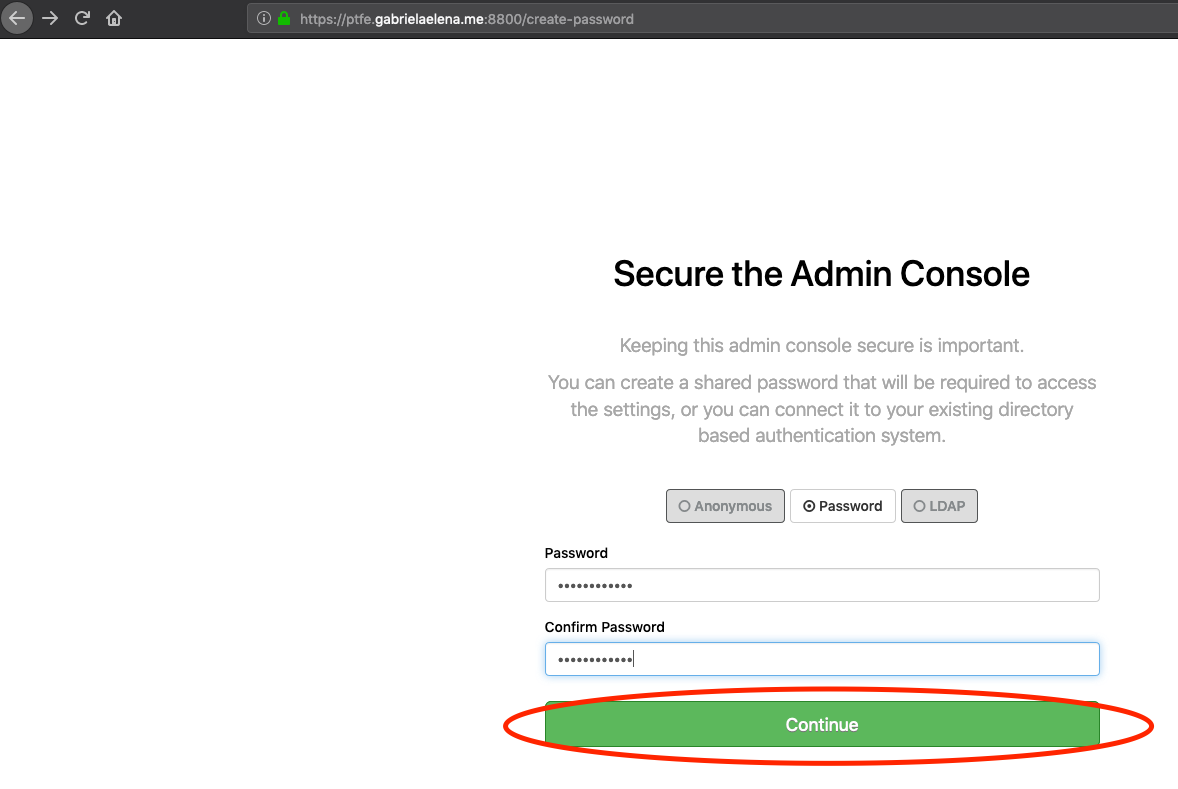 https://ptfe.gabrielaelena.me:8800/create-password
Secure the Admin Console
Keeping this admin console secure is important.
You can create a shared password that will be required to access
the settings, or you can connect it to your existing directory
based authentication system.
Anonymous Password LDAP
Password
••••••••••••
Confirm Password
••••••••••••
Continue